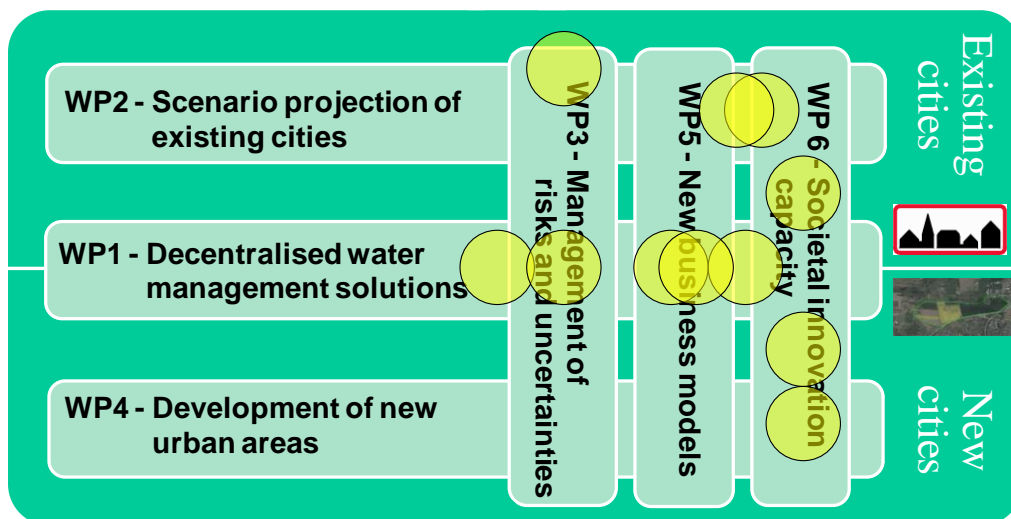 WP2 - Scenario projection of
existing cities
WP1 - Decentralised water
management solutions
WP4 - Development of new
urban areas
WP3 - Management of
risks and uncertainties
WP5 - New business models
WP 6 - Societal innovation
capacity
Existing
cities
New
cities